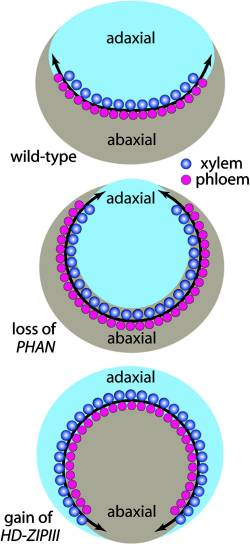 adaxial
abaxial
wild-type
xylem
phloem
adaxial
loss of
PHAN
abaxial
adaxial
gain of
HD-ZIPIII
abaxial